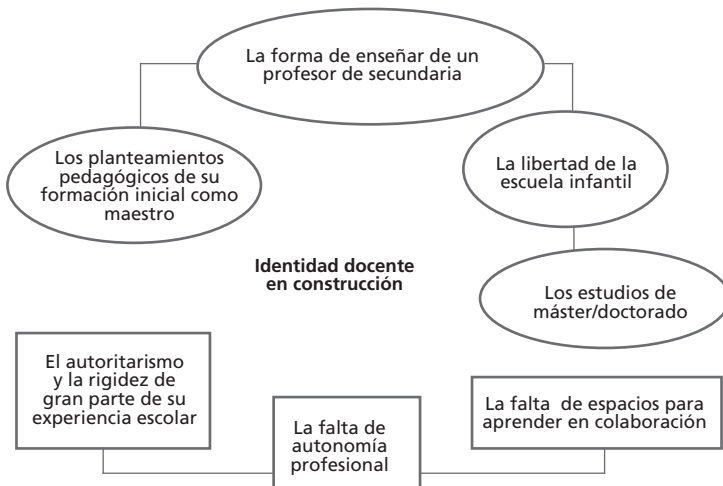 La forma de enseñar de un
profesor de secundaria
Los planteamientos
pedagógicos de su
formación inicial como
maestro
La libertad de la
escuela infantil
Identidad docente
en construcción
Los estudios de
máster/doctorado
El autoritarismo
y la rigidez de
gran parte de su
experiencia escolar
La falta de
autonomía
profesional
La falta de espacios para
aprender en colaboración